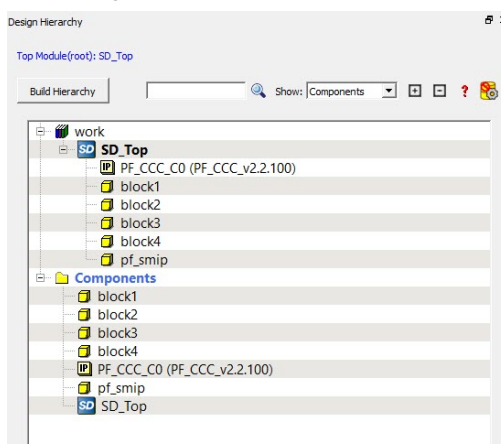 Design Hierarchy
Top Module(root): SD_Top
Build Hierarchy Show: Components ?
work
SD SD_Top
IP PF_CCC_C0 (PF_CCC_v2.2.100)
block1
block2
block3
block4
pf_smip
Components
block1
block2
block3
block4
IP PF_CCC_C0 (PF_CCC_v2.2.100)
pf_smip
SD SD_Top